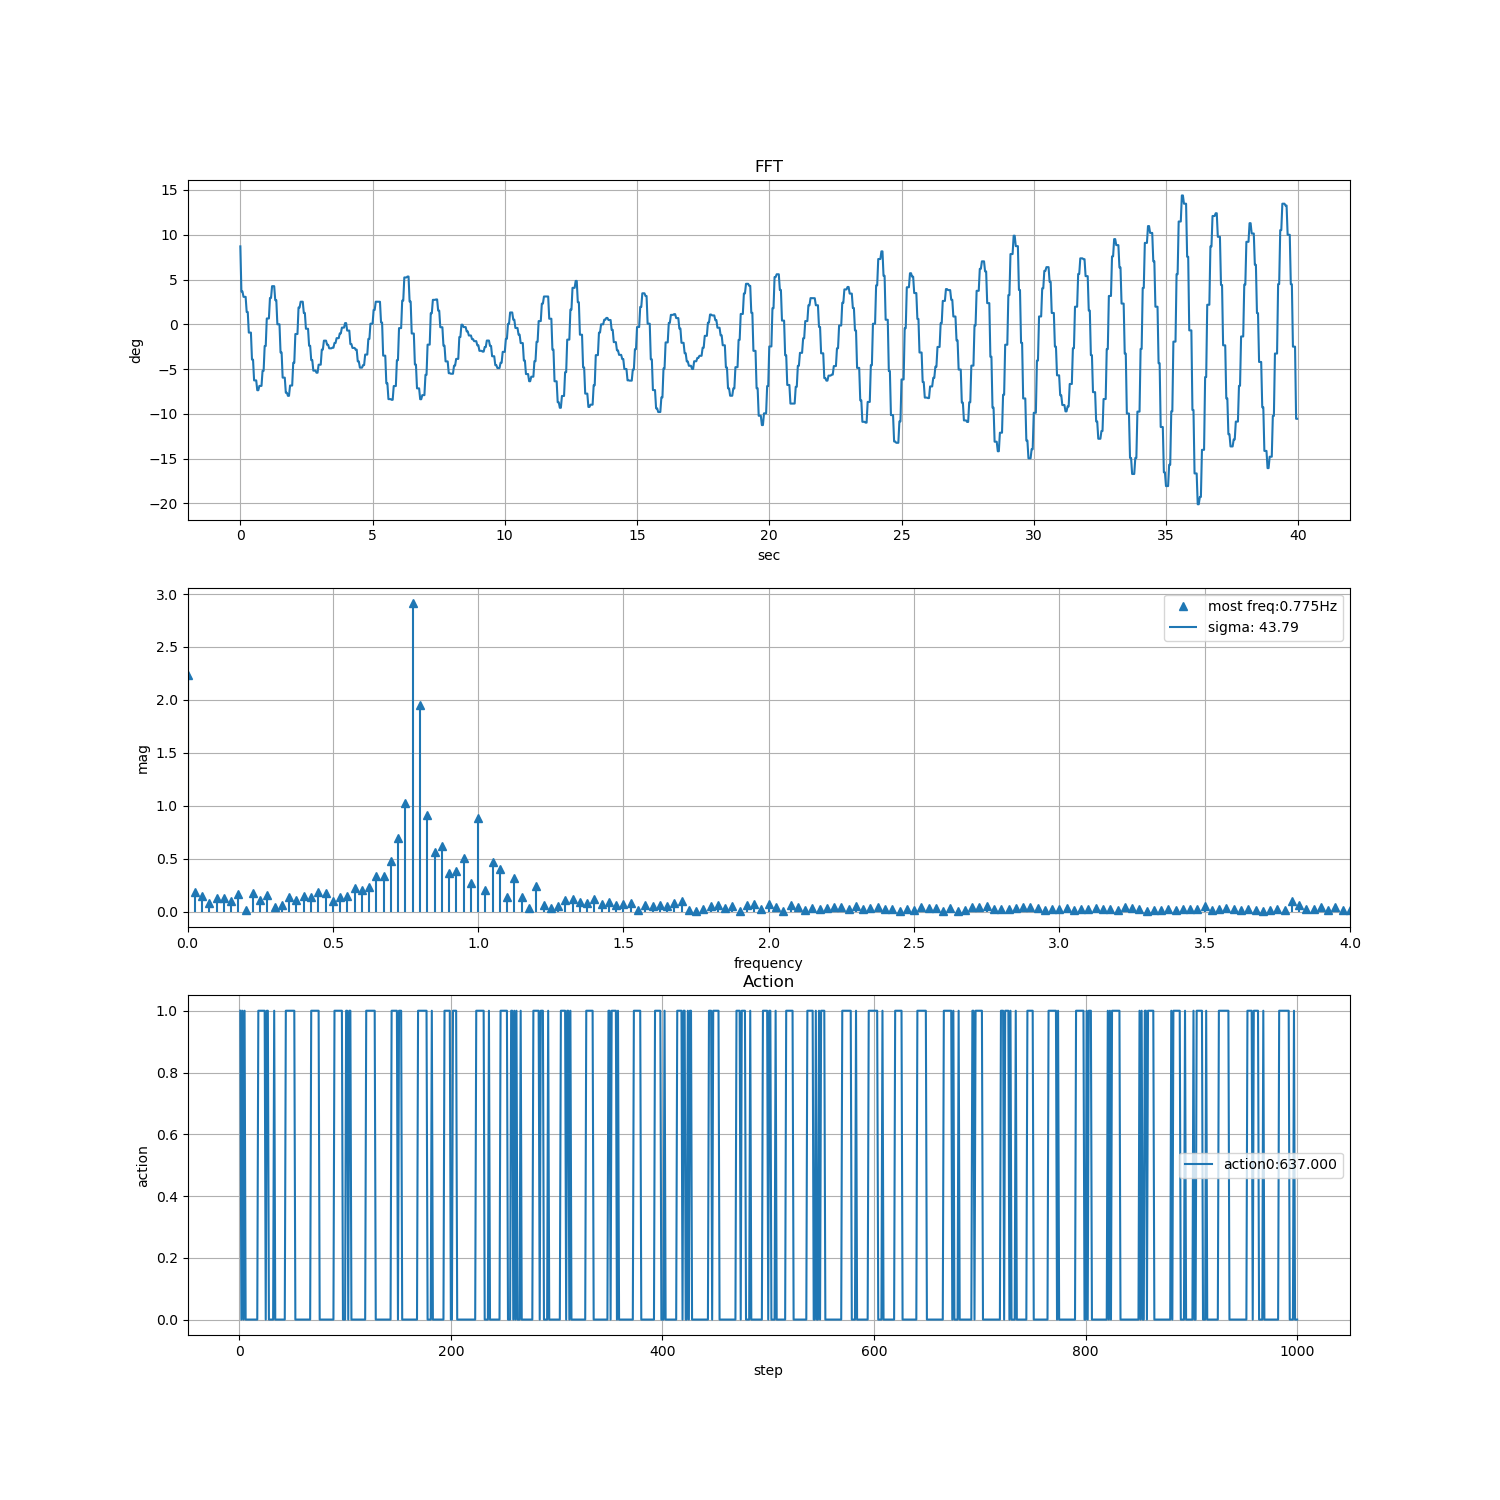 FFT
15
10
5
0
−5
−10
−15
−20
deg
0 5 10 15 20 25 30 35 40
sec
3.0
2.5
2.0
1.5
1.0
0.5
0.0
mag
most freq:0.775Hz
sigma: 43.79
0.0 0.5 1.0 1.5 2.0 2.5 3.0 3.5 4.0
frequency
Action
1.0
0.8
0.6
0.4
0.2
0.0
action
action0:637.000
0 200 400 600 800 1000
step